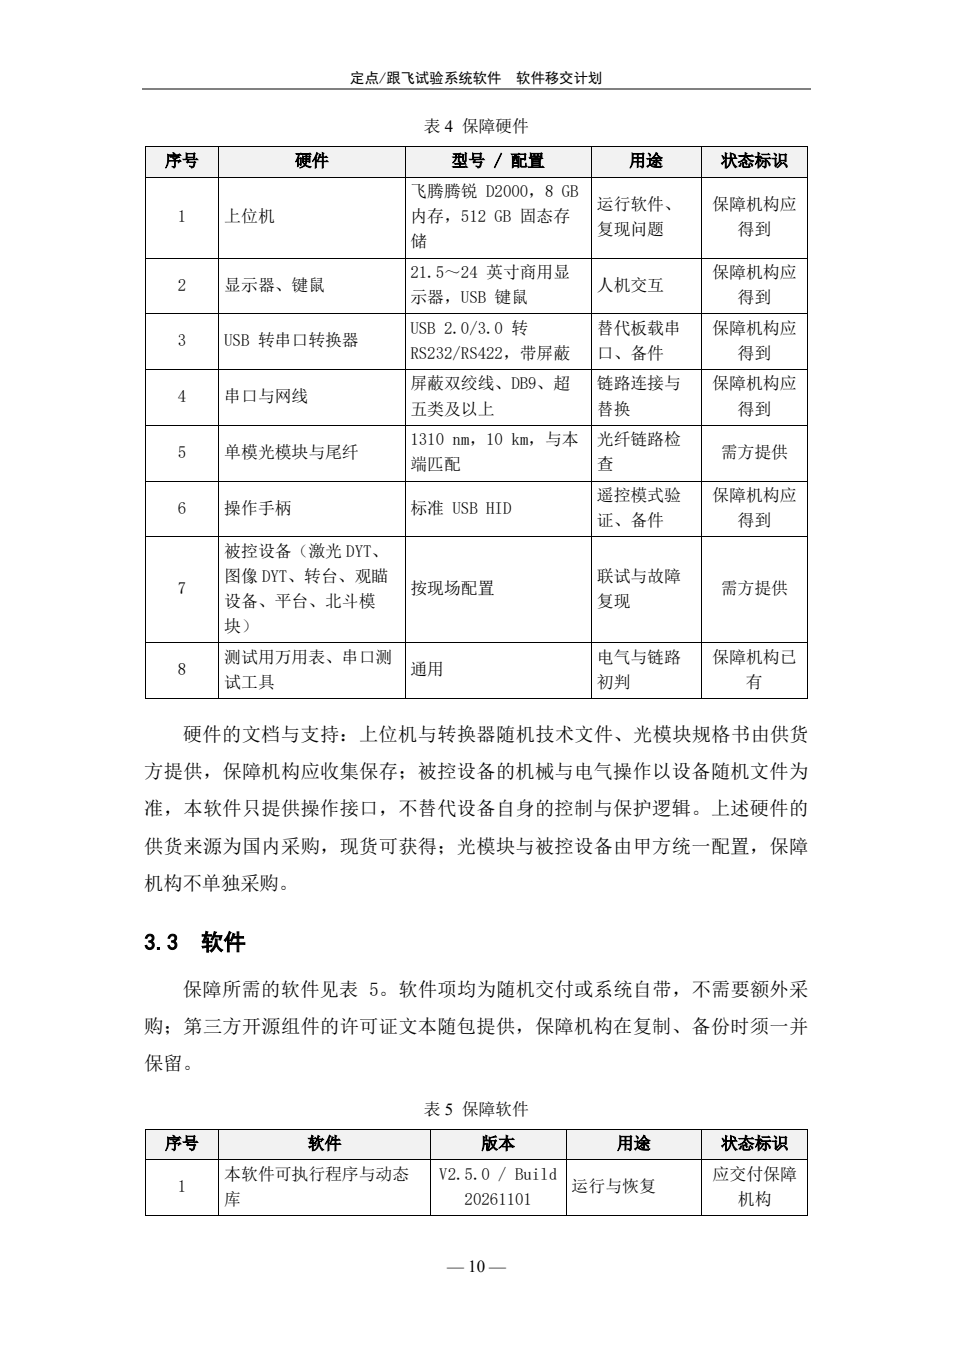 定点/跟飞试验系统软件　软件移交计划
表 4 保障硬件
序号 硬件 型号 / 配置 用途 状态标识
1 上位机 飞腾腾锐 D2000，8 GB 内存，512 GB 固态存储 运行软件、复现问题 保障机构应得到
2 显示器、键鼠 21.5～24 英寸商用显示器，USB 键鼠 人机交互 保障机构应得到
3 USB 转串口转换器 USB 2.0/3.0 转 RS232/RS422，带屏蔽 替代板载串口、备件 保障机构应得到
4 串口与网线 屏蔽双绞线、DB9、超五类及以上 链路连接与替换 保障机构应得到
5 单模光模块与尾纤 1310 nm，10 km，与本端匹配 光纤链路检查 需方提供
6 操作手柄 标准 USB HID 遥控模式验证、备件 保障机构应得到
7 被控设备（激光 DYT、图像 DYT、转台、观瞄设备、平台、北斗模块） 按现场配置 联试与故障复现 需方提供
8 测试用万用表、串口测试工具 通用 电气与链路初判 保障机构已有
硬件的文档与支持：上位机与转换器随机技术文件、光模块规格书由供货
方提供，保障机构应收集保存；被控设备的机械与电气操作以设备随机文件为
准，本软件只提供操作接口，不替代设备自身的控制与保护逻辑。上述硬件的
供货来源为国内采购，现货可获得；光模块与被控设备由甲方统一配置，保障
机构不单独采购。
3.3 软件
保障所需的软件见表 5。软件项均为随机交付或系统自带，不需要额外采
购；第三方开源组件的许可证文本随包提供，保障机构在复制、备份时须一并
保留。
表 5 保障软件
序号 软件 版本 用途 状态标识
1 本软件可执行程序与动态库 V2.5.0 / Build 20261101 运行与恢复 应交付保障机构
— 10 —